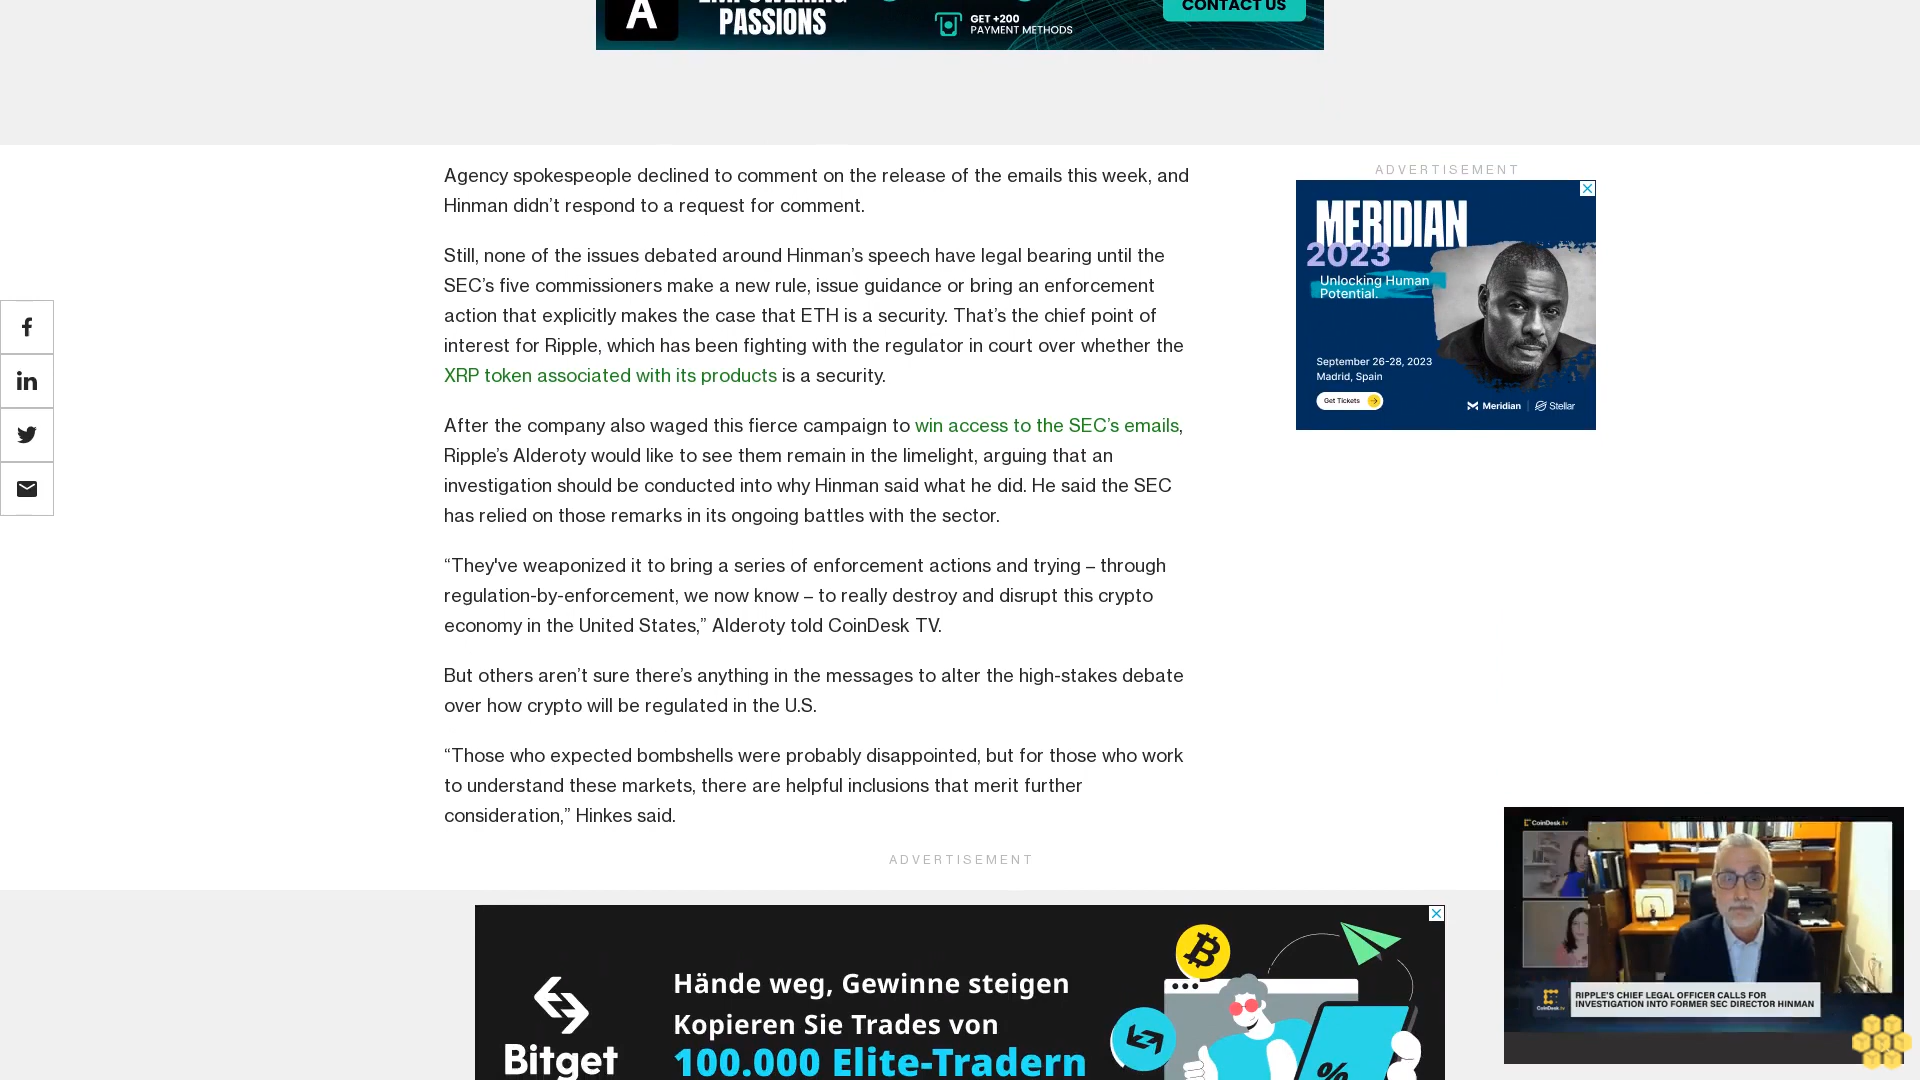 PASSIONS
GET +200
PAYMENT METHODS
CONTACT US
Agency spokespeople declined to comment on the release of the emails this week, and
Hinman didn’t respond to a request for comment.
Still, none of the issues debated around Hinman’s speech have legal bearing until the
SEC’s five commissioners make a new rule, issue guidance or bring an enforcement
action that explicitly makes the case that ETH is a security. That’s the chief point of
interest for Ripple, which has been fighting with the regulator in court over whether the
XRP token associated with its products is a security.
After the company also waged this fierce campaign to win access to the SEC’s emails,
Ripple’s Alderoty would like to see them remain in the limelight, arguing that an
investigation should be conducted into why Hinman said what he did. He said the SEC
has relied on those remarks in its ongoing battles with the sector.
“They've weaponized it to bring a series of enforcement actions and trying – through
regulation-by-enforcement, we now know – to really destroy and disrupt this crypto
economy in the United States,” Alderoty told CoinDesk TV.
But others aren’t sure there’s anything in the messages to alter the high-stakes debate
over how crypto will be regulated in the U.S.
“Those who expected bombshells were probably disappointed, but for those who work
to understand these markets, there are helpful inclusions that merit further
consideration,” Hinkes said.
ADVERTISEMENT
MERIDIAN
2023
Unlocking Human
Potential.
September 26-28, 2023
Madrid, Spain
Get Tickets
Meridian | Stellar
ADVERTISEMENT
Bitget
Hände weg, Gewinne steigen
Kopieren Sie Trades von
100.000 Elite-Tradern
%
CoinDesk.tv
CoinDesk.tv
RIPPLE'S CHIEF LEGAL OFFICER CALLS FOR
INVESTIGATION INTO FORMER SEC DIRECTOR HINMAN